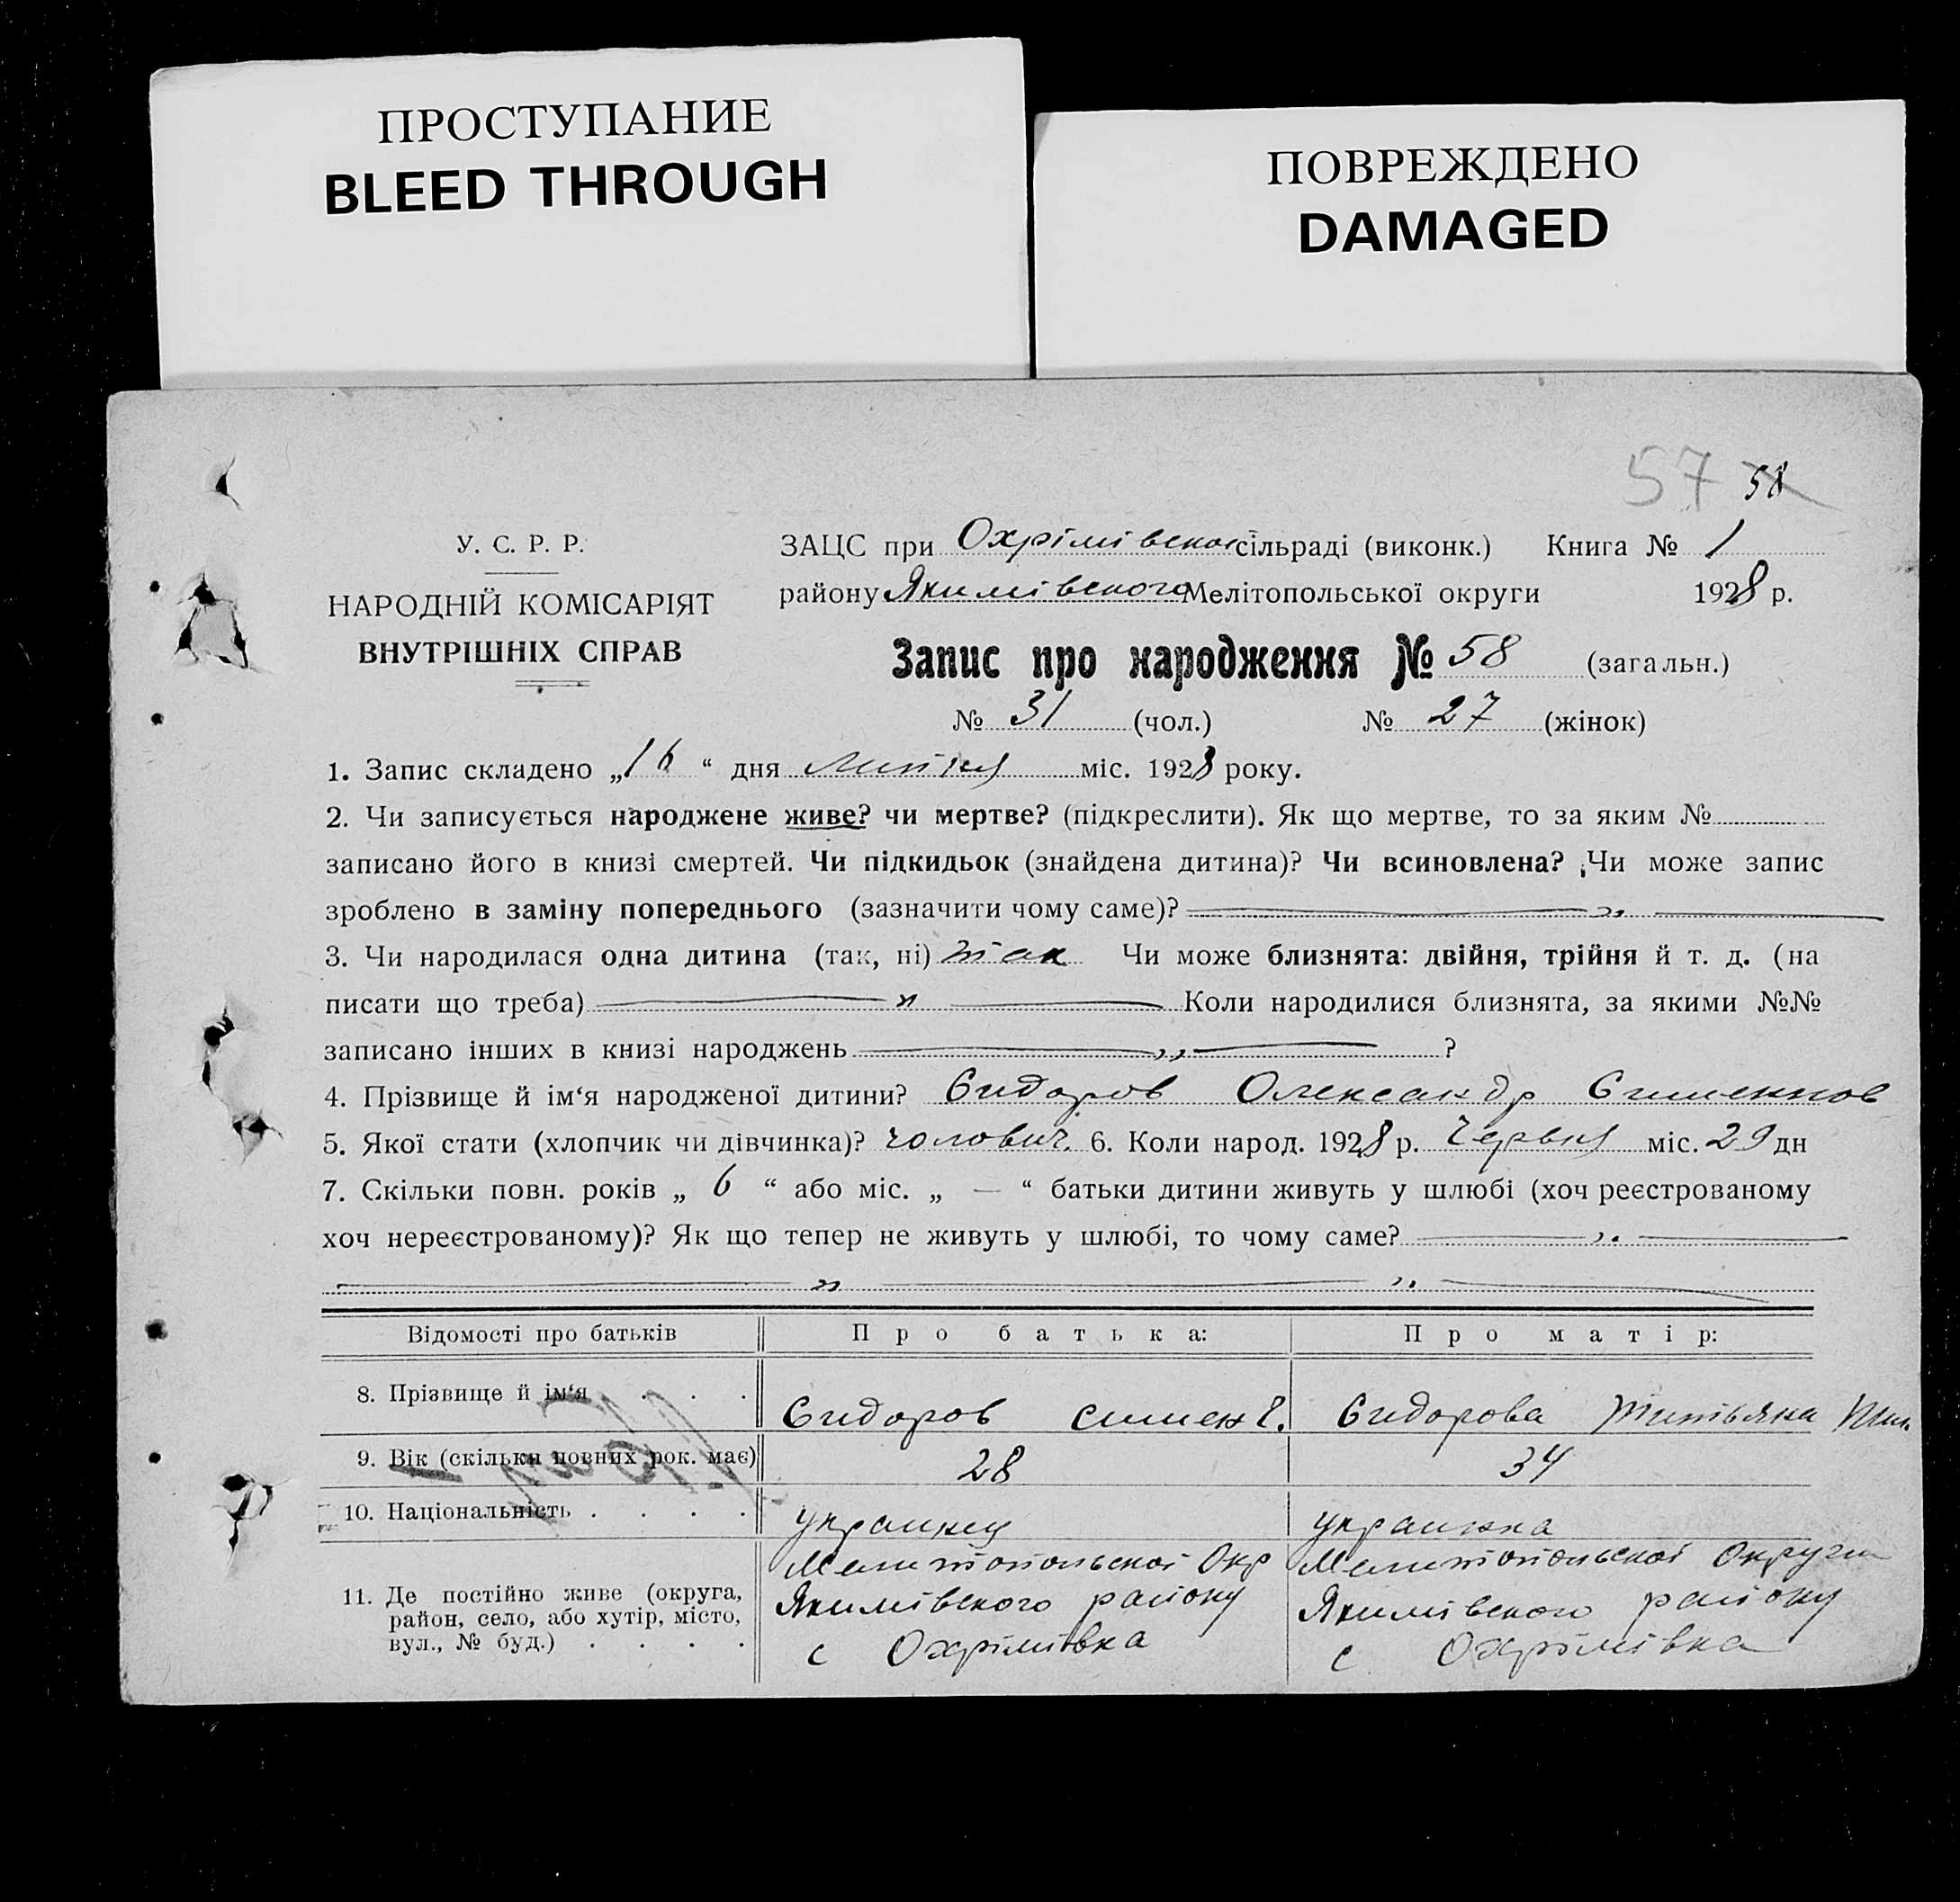 ПРОСТУПАНИЕ
BLEED THROUGH
ПОВРЕЖДЕНО
DAMAGED
57 58
У. С. Р. Р.
НАРОДНІЙ КОМІСАРІЯТ
ВНУТРІШНІХ СПРАВ
ЗАЦС при Охрімівської сільраді (виконк.) Книга № 1
району Якимівського Мелітопольської округи 1928 р.
Запис про народження № 58 (загальн.)
№ 31 (чол.) № 27 (жінок)
1. Запис складено „16“ дня липня міс. 1928 року.
2. Чи записується народжене живе? чи мертве? (підкреслити). Як що мертве, то за яким №
записано його в книзі смертей. Чи підкидьок (знайдена дитина)? Чи всиновлена? Чи може запис
зроблено в заміну попереднього (зазначити чому саме)? — „ —
3. Чи народилася одна дитина (так, ні) так Чи може близнята: двійня, трійня й т. д. (на
писати що треба) — „ — Коли народилися близнята, за якими №№
записано інших в книзі народжень — „ — ?
4. Прізвище й ім‘я народженої дитини? Сидоров Олександр Сименнов
5. Якої стати (хлопчик чи дівчинка)? чолович. 6. Коли народ. 1928 р. Червня міс. 29 дн
7. Скільки повн. років „ 6 “ або міс. „ — “ батьки дитини живуть у шлюбі (хоч реєстрованому
хоч нереєстрованому)? Як що тепер не живуть у шлюбі, то чому саме? — „ —
— „ — „ —
Відомості про батьків Про батька: Про матір:
8. Прізвище й ім‘я . . . Сидоров Симен Сидорова Титьяна
9. Вік (скільки повних рок. має) 28 34
10. Національність . . . . украинец украинка
11. Де постійно живе (округа,
район, село, або хутір, місто,
вул., № буд.) . . . .
Мелитопольскої Окр
Якимівского району
с Охрімівка
Мелитопольскої Округи
Якимівского району
с. Охрімівка